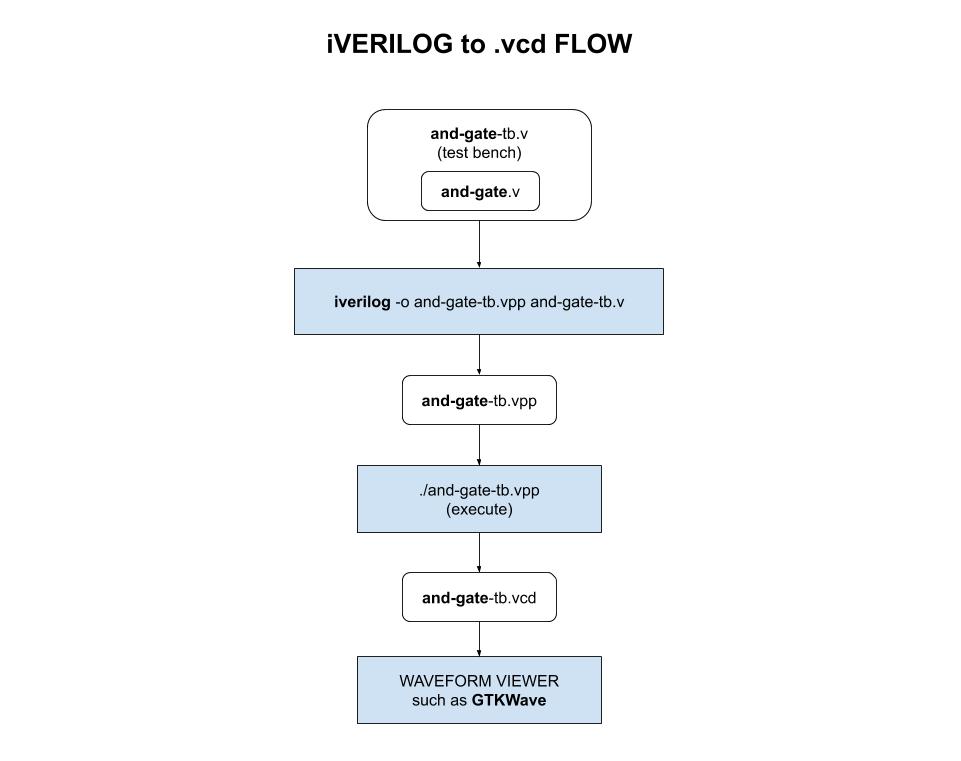 iVERILOG to .vcd FLOW
and-gate-tb.v
(test bench)
and-gate.v
iverilog -o and-gate-tb.vpp and-gate-tb.v
and-gate-tb.vpp
./and-gate-tb.vpp
(execute)
and-gate-tb.vcd
WAVEFORM VIEWER
such as GTKWave